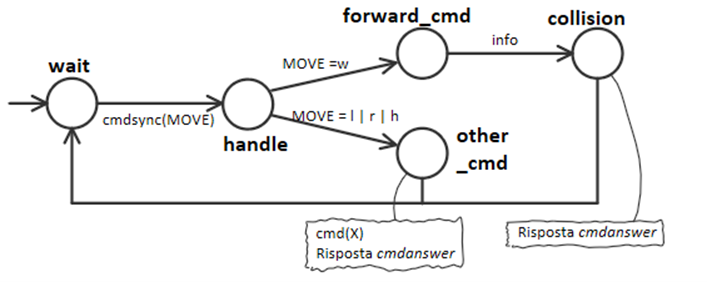 forward_cmd
collision
wait
info
MOVE =w
cmdsync(MOVE)
MOVE = l | r | h
handle
other
_cmd
cmd(X)
Risposta cmdanswer
Risposta cmdanswer